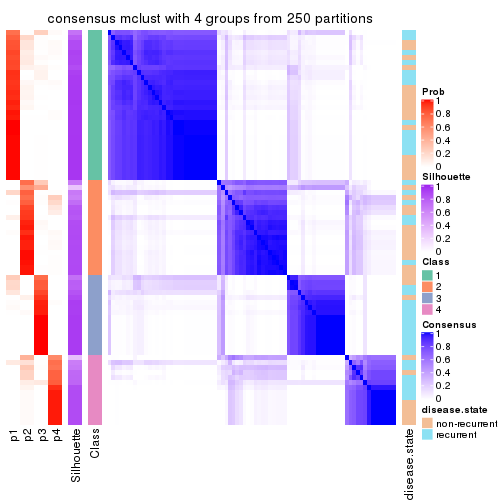 consensus mclust with 4 groups from 250 partitions
p1
p2
p3
p4
Silhouette
Class
disease.state
Prob
1
0.8
0.6
0.4
0.2
0
Silhouette
1
0.8
0.6
0.4
0.2
0
Class
1
2
3
4
Consensus
1
0.8
0.6
0.4
0.2
0
disease.state
non-recurrent
recurrent